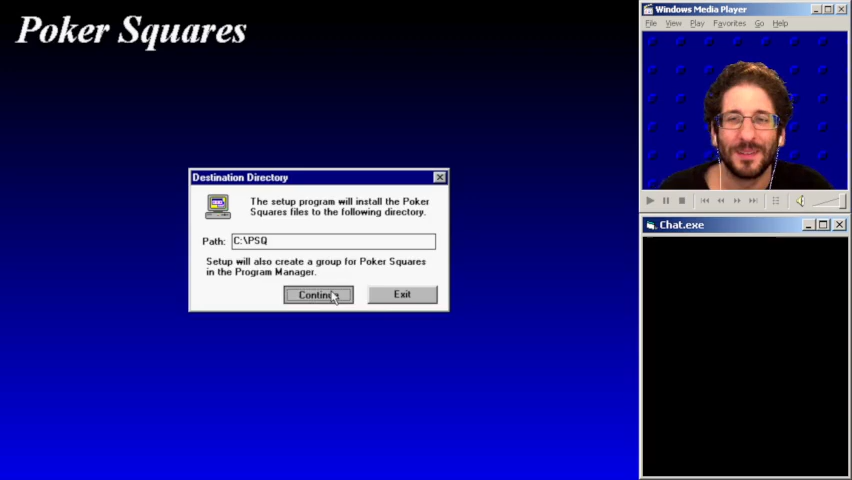 Poker Squares
Destination Directory
The setup program will install the Poker
Squares files to the following directory.
Path: C:\PSQ
Setup will also create a group for Poker Squares
in the Program Manager.
Continue Exit
Windows Media Player
File View Play Favorites Go Help
Chat.exe